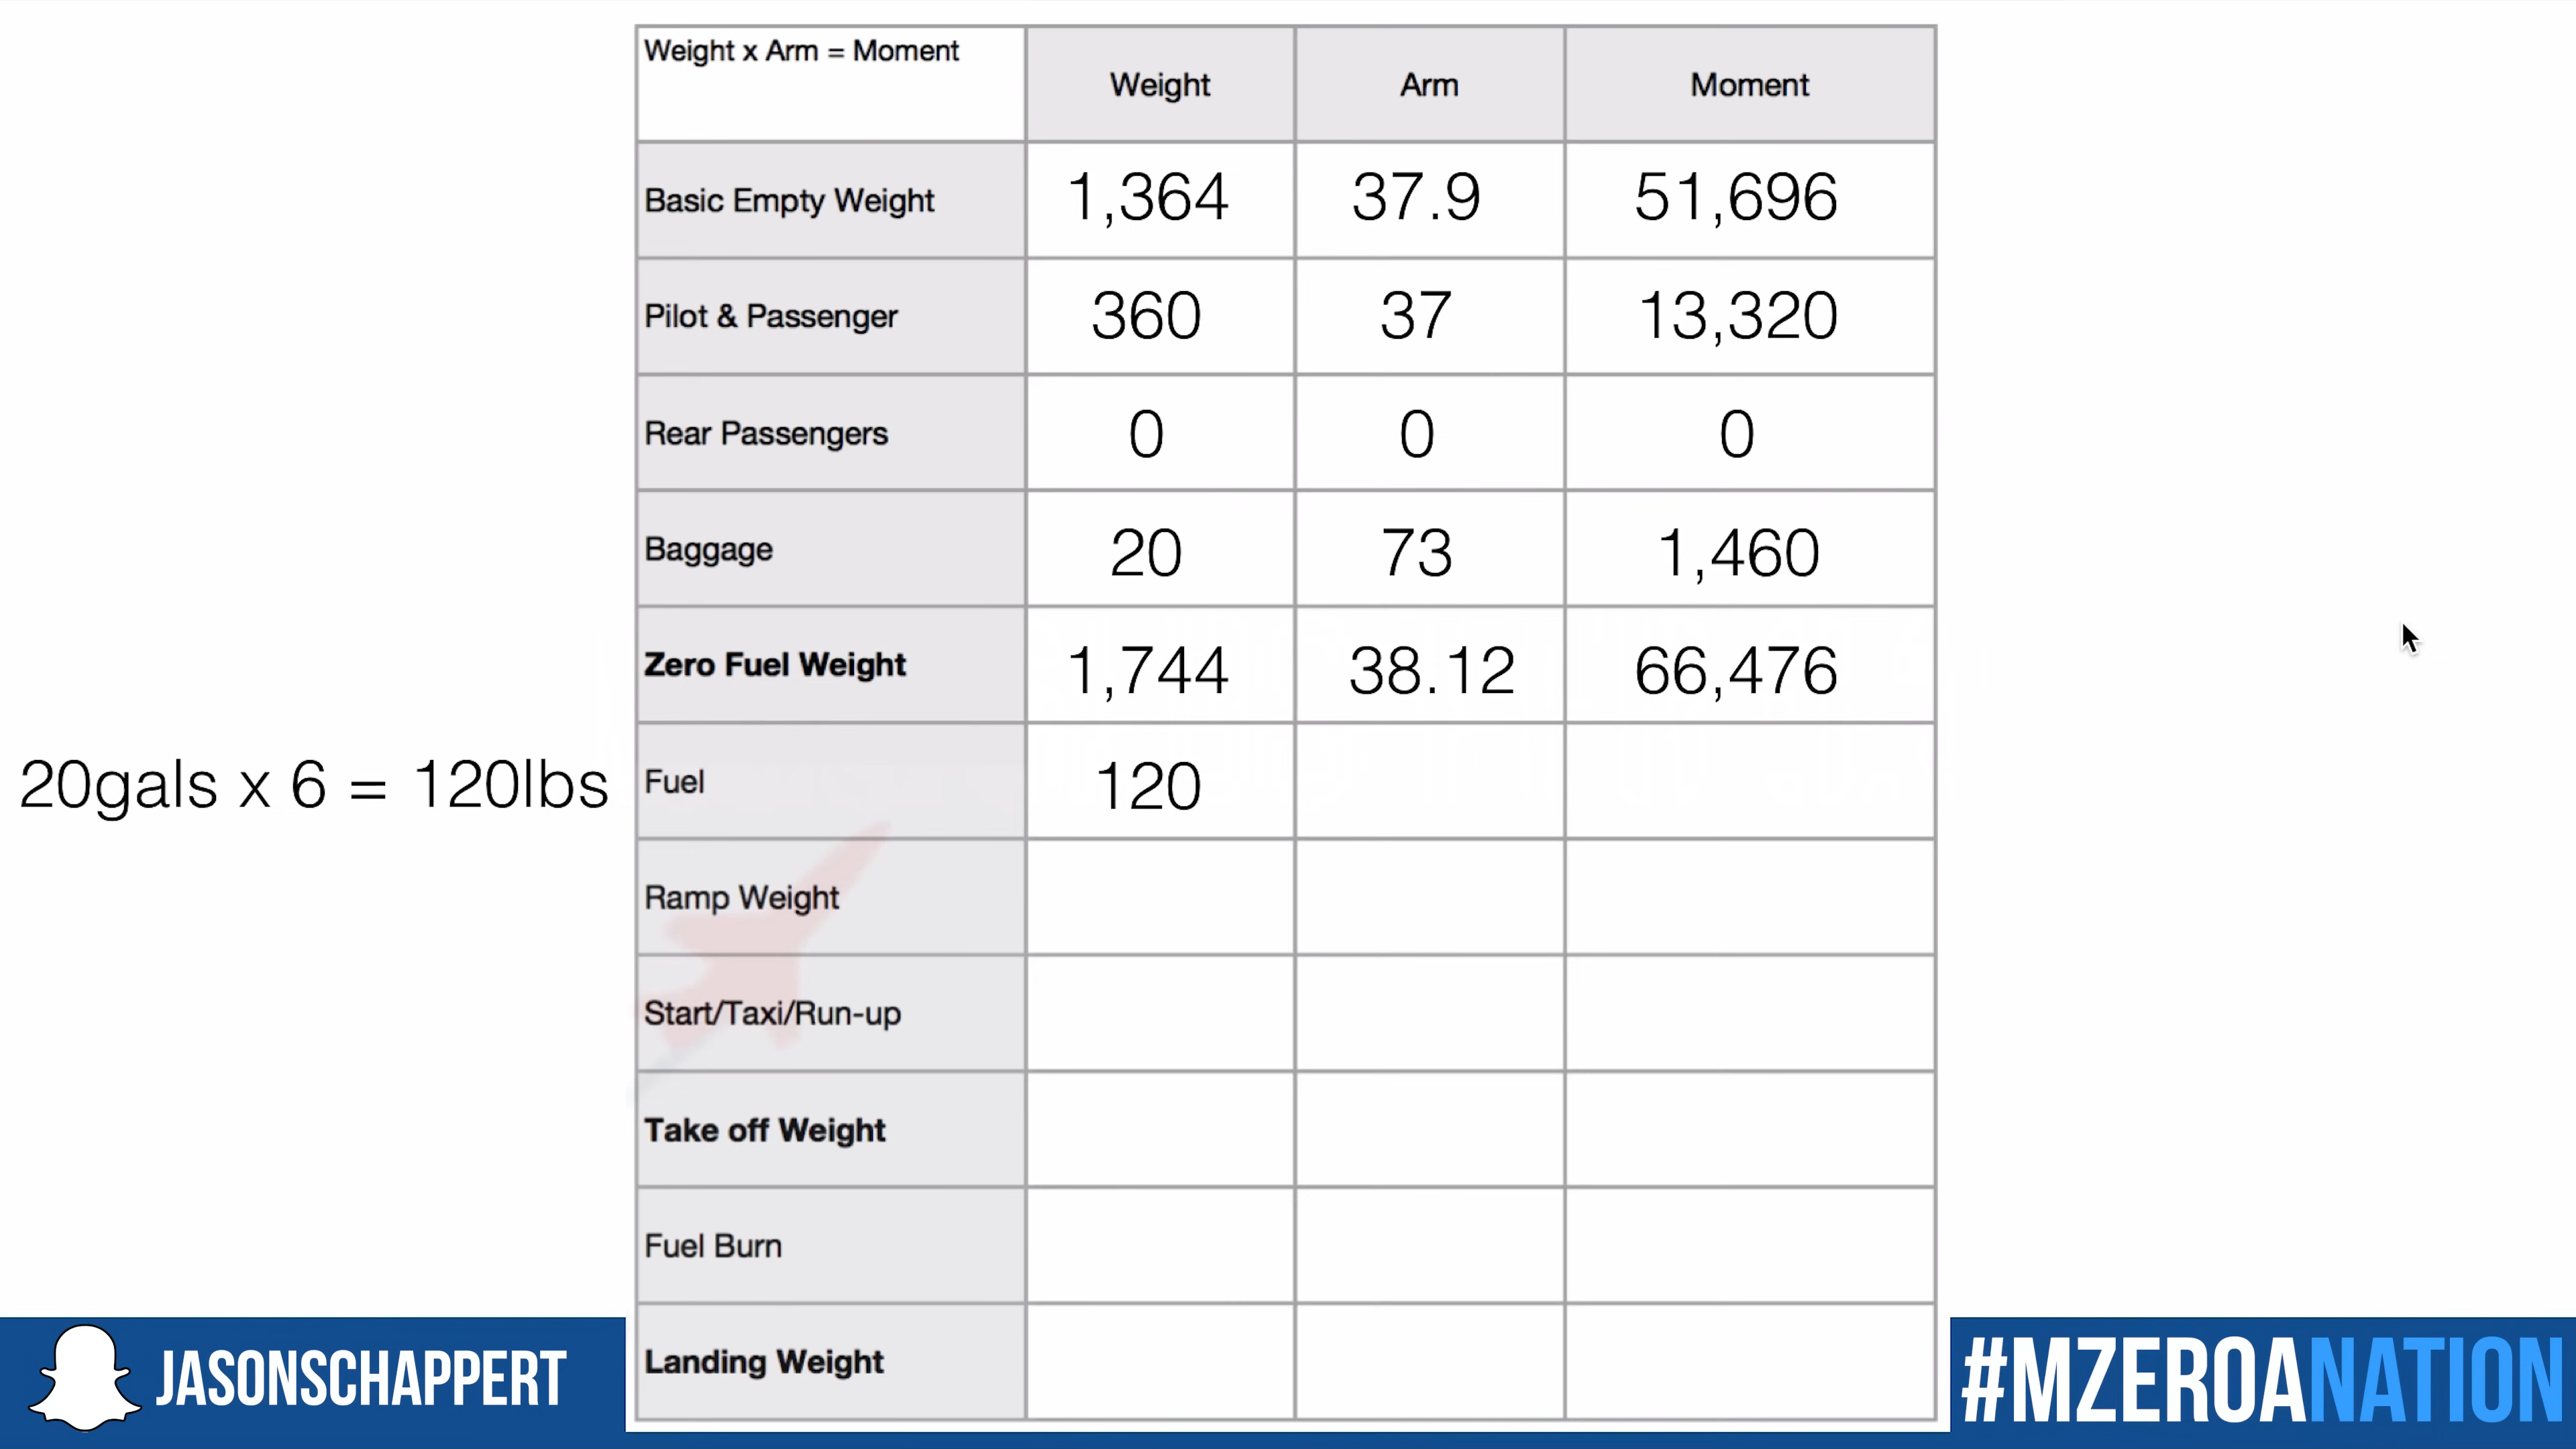 Weight x Arm = Moment Weight Arm Moment
Basic Empty Weight 1,364 37.9 51,696
Pilot & Passenger 360 37 13,320
Rear Passengers 0 0 0
Baggage 20 73 1,460
Zero Fuel Weight 1,744 38.12 66,476
20gals x 6 = 120lbs Fuel 120
Ramp Weight
Start/Taxi/Run-up
Take off Weight
Fuel Burn
Landing Weight
JASONSCHAPPERT
#MZEROANATION